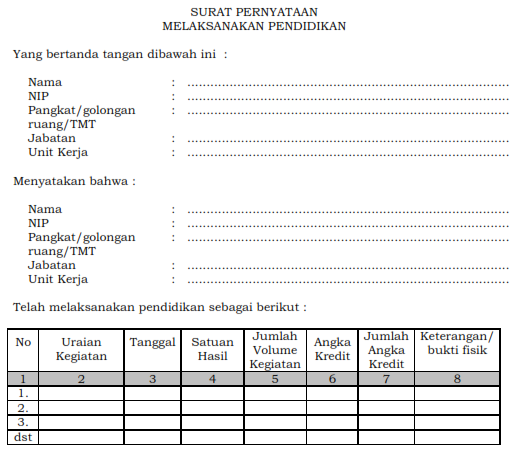 SURAT PERNYATAAN
MELAKSANAKAN PENDIDIKAN
Yang bertanda tangan dibawah ini :
Nama : ....................................................................................
NIP : ....................................................................................
Pangkat/golongan : ....................................................................................
ruang/TMT
Jabatan : ....................................................................................
Unit Kerja : ....................................................................................
Menyatakan bahwa :
Nama : ....................................................................................
NIP : ....................................................................................
Pangkat/golongan : ....................................................................................
ruang/TMT
Jabatan : ....................................................................................
Unit Kerja : ....................................................................................
Telah melaksanakan pendidikan sebagai berikut :
No Uraian Kegiatan Tanggal Satuan Hasil Jumlah Volume Kegiatan Angka Kredit Jumlah Angka Kredit Keterangan/ bukti fisik
1 2 3 4 5 6 7 8
1.
2.
3.
dst